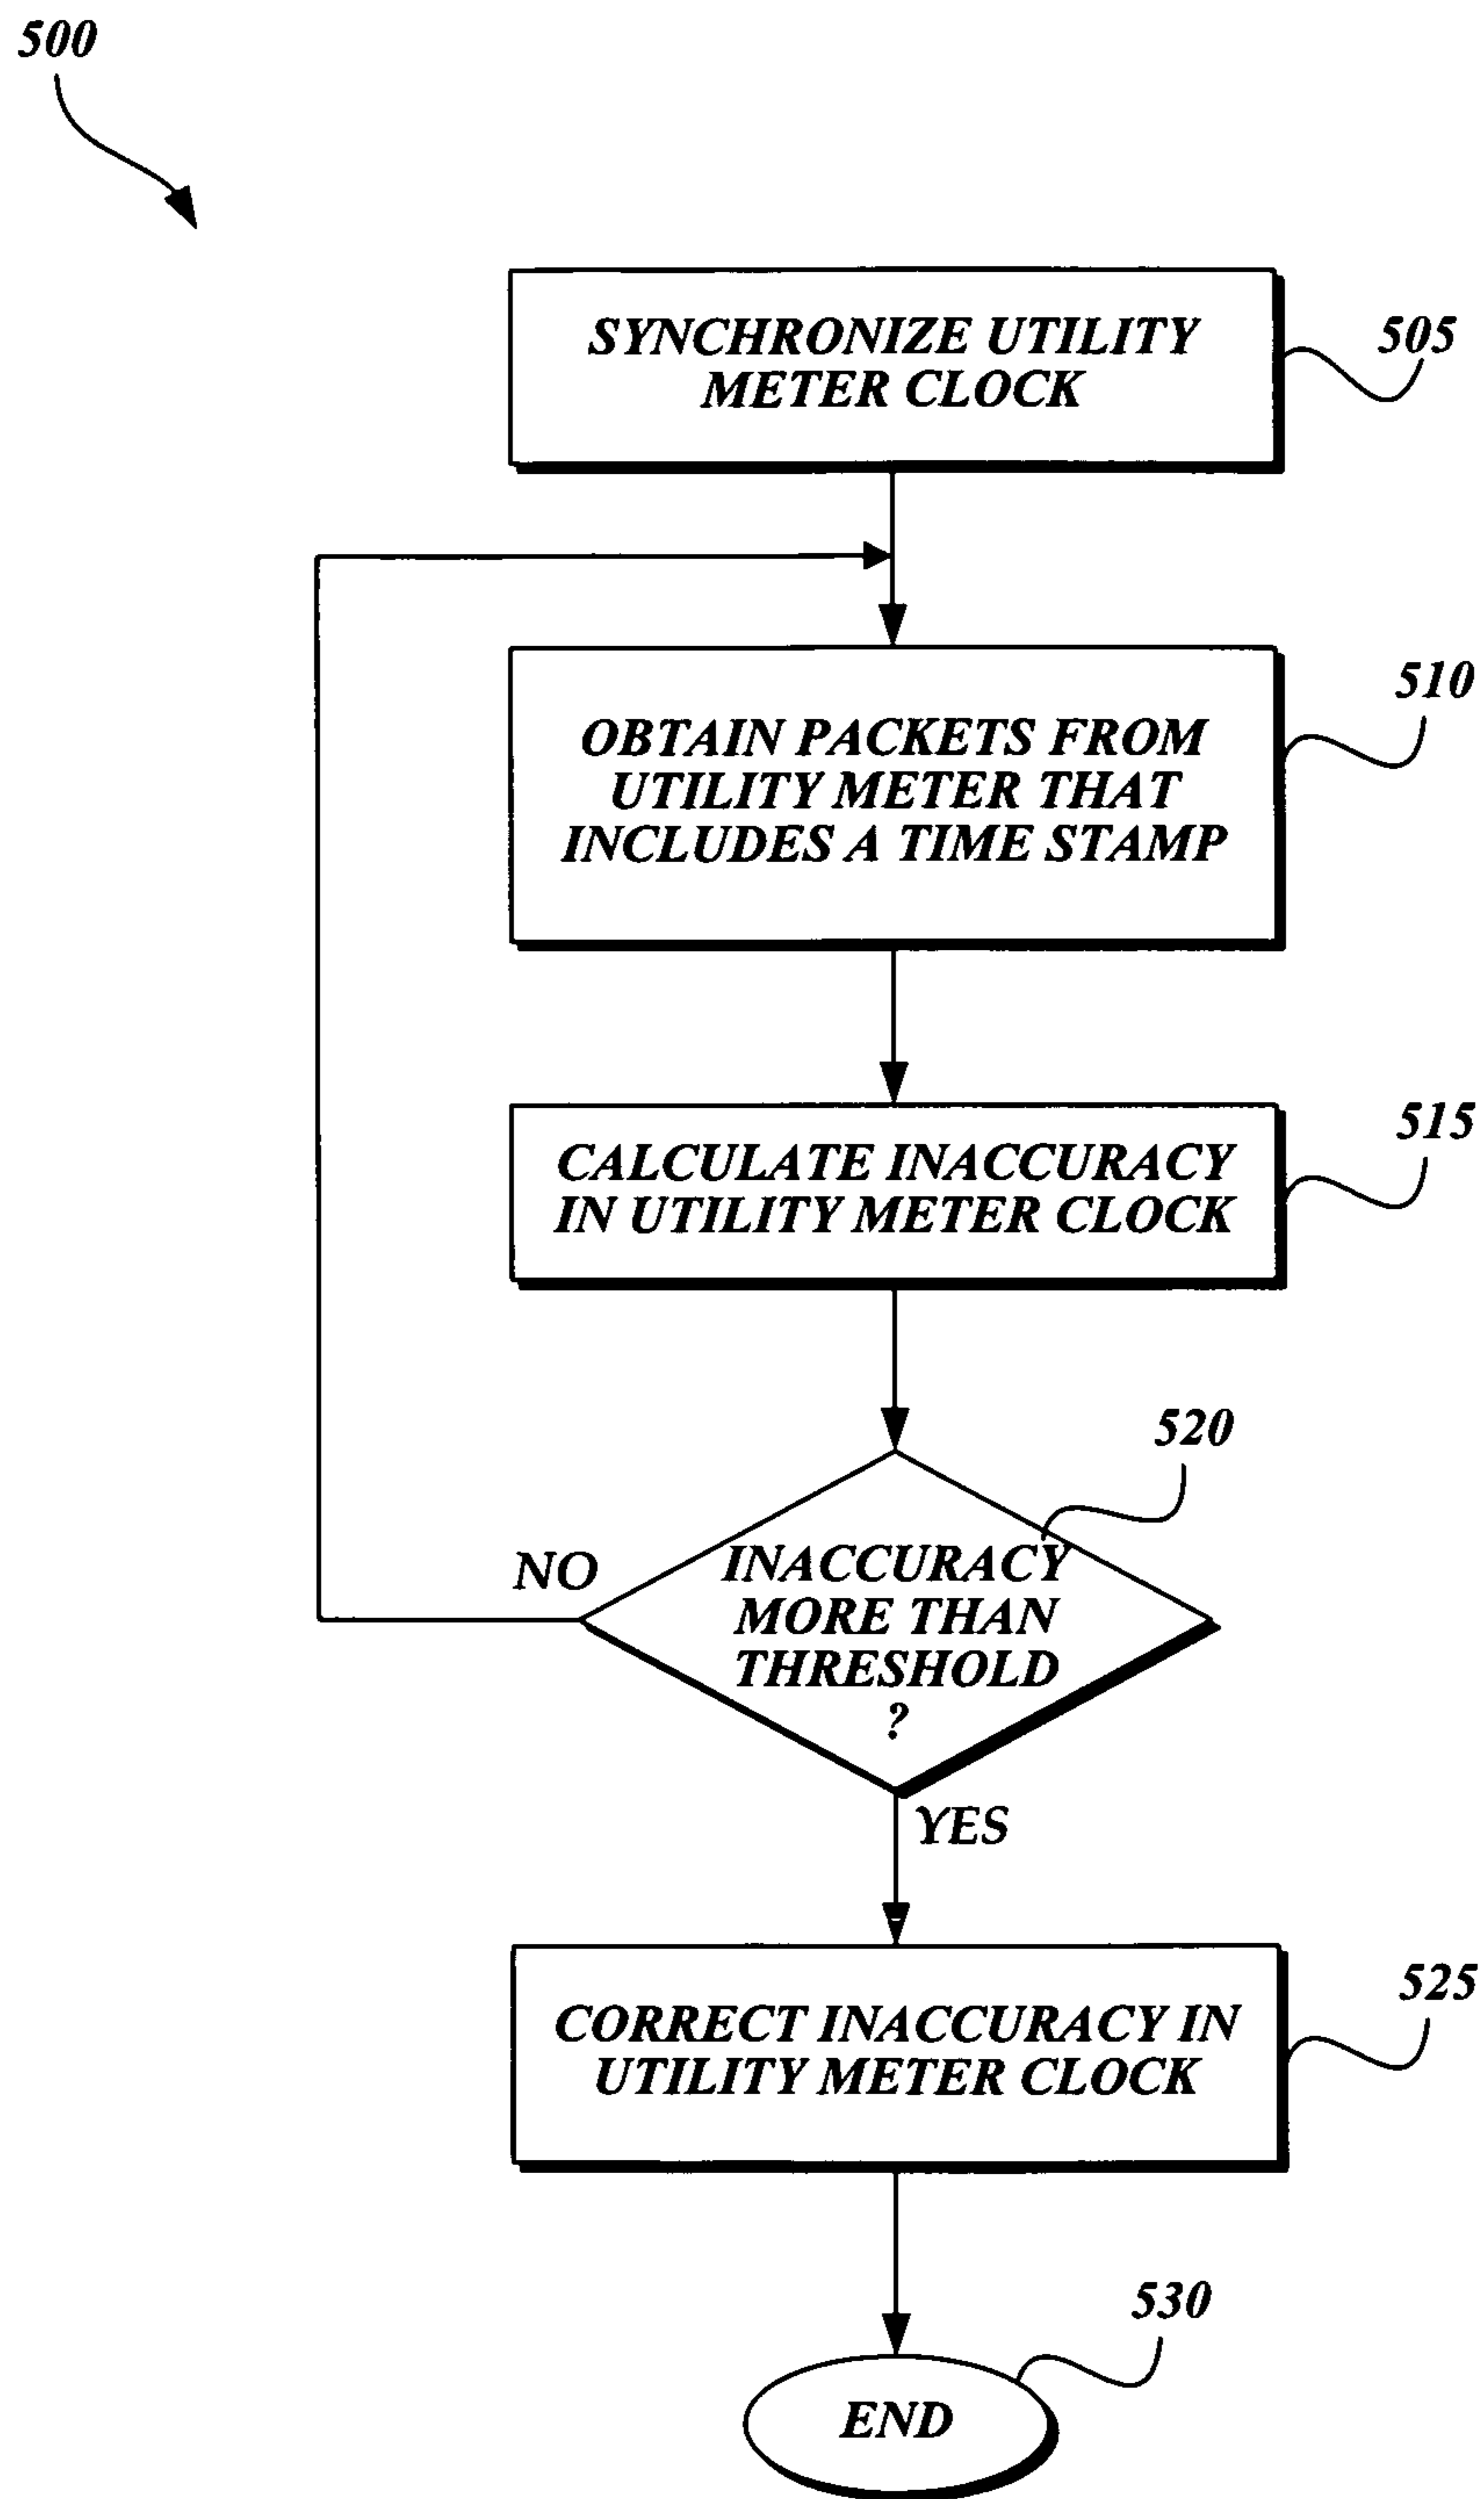 500
SYNCHRONIZE UTILITY
METER CLOCK
505
OBTAIN PACKETS FROM
UTILITY METER THAT
INCLUDES A TIME STAMP
510
CALCULATE INACCURACY
IN UTILITY METER CLOCK
515
520
INACCURACY
MORE THAN
THRESHOLD
?
NO
YES
CORRECT INACCURACY IN
UTILITY METER CLOCK
525
530
END